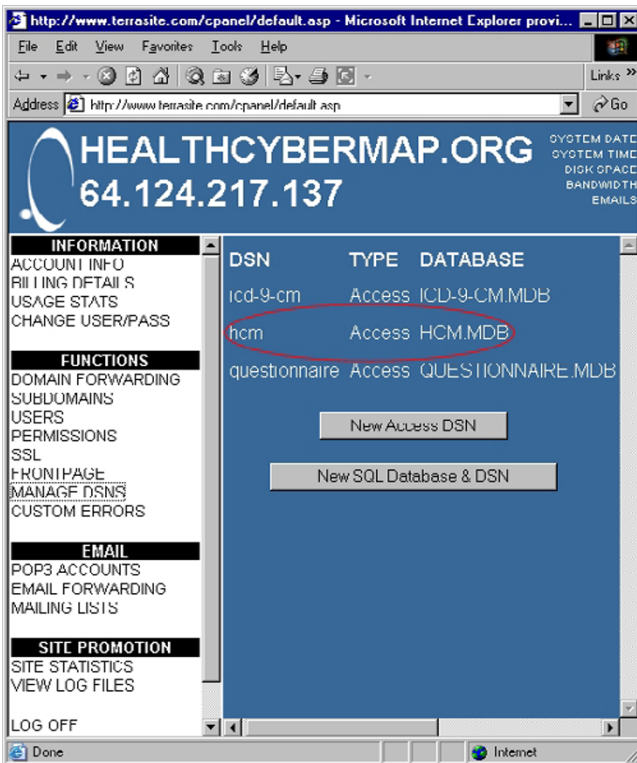 http://www.terrasite.com/cpanel/default.asp - Microsoft Internet Explorer provi...
File Edit View Favorites Tools Help
Links »
Address http://www.terrasite.com/cpanel/default.asp Go
HEALTHCYBERMAP.ORG
64.124.217.137
SYSTEM DATE
SYSTEM TIME
DISK SPACE
BANDWIDTH
EMAILS
INFORMATION
ACCOUNT INFO
BILLING DETAILS
USAGE STATS
CHANGE USER/PASS
FUNCTIONS
DOMAIN FORWARDING
SUBDOMAINS
USERS
PERMISSIONS
SSL
FRONTPAGE
MANAGE DSNS
CUSTOM ERRORS
EMAIL
POP3 ACCOUNTS
EMAIL FORWARDING
MAILING LISTS
SITE PROMOTION
SITE STATISTICS
VIEW LOG FILES
LOG OFF
DSN TYPE DATABASE
icd-9-cm Access ICD-9-CM.MDB
hcm Access HCM.MDB
questionnaire Access QUESTIONNAIRE.MDB
New Access DSN
New SQL Database & DSN
Done Internet